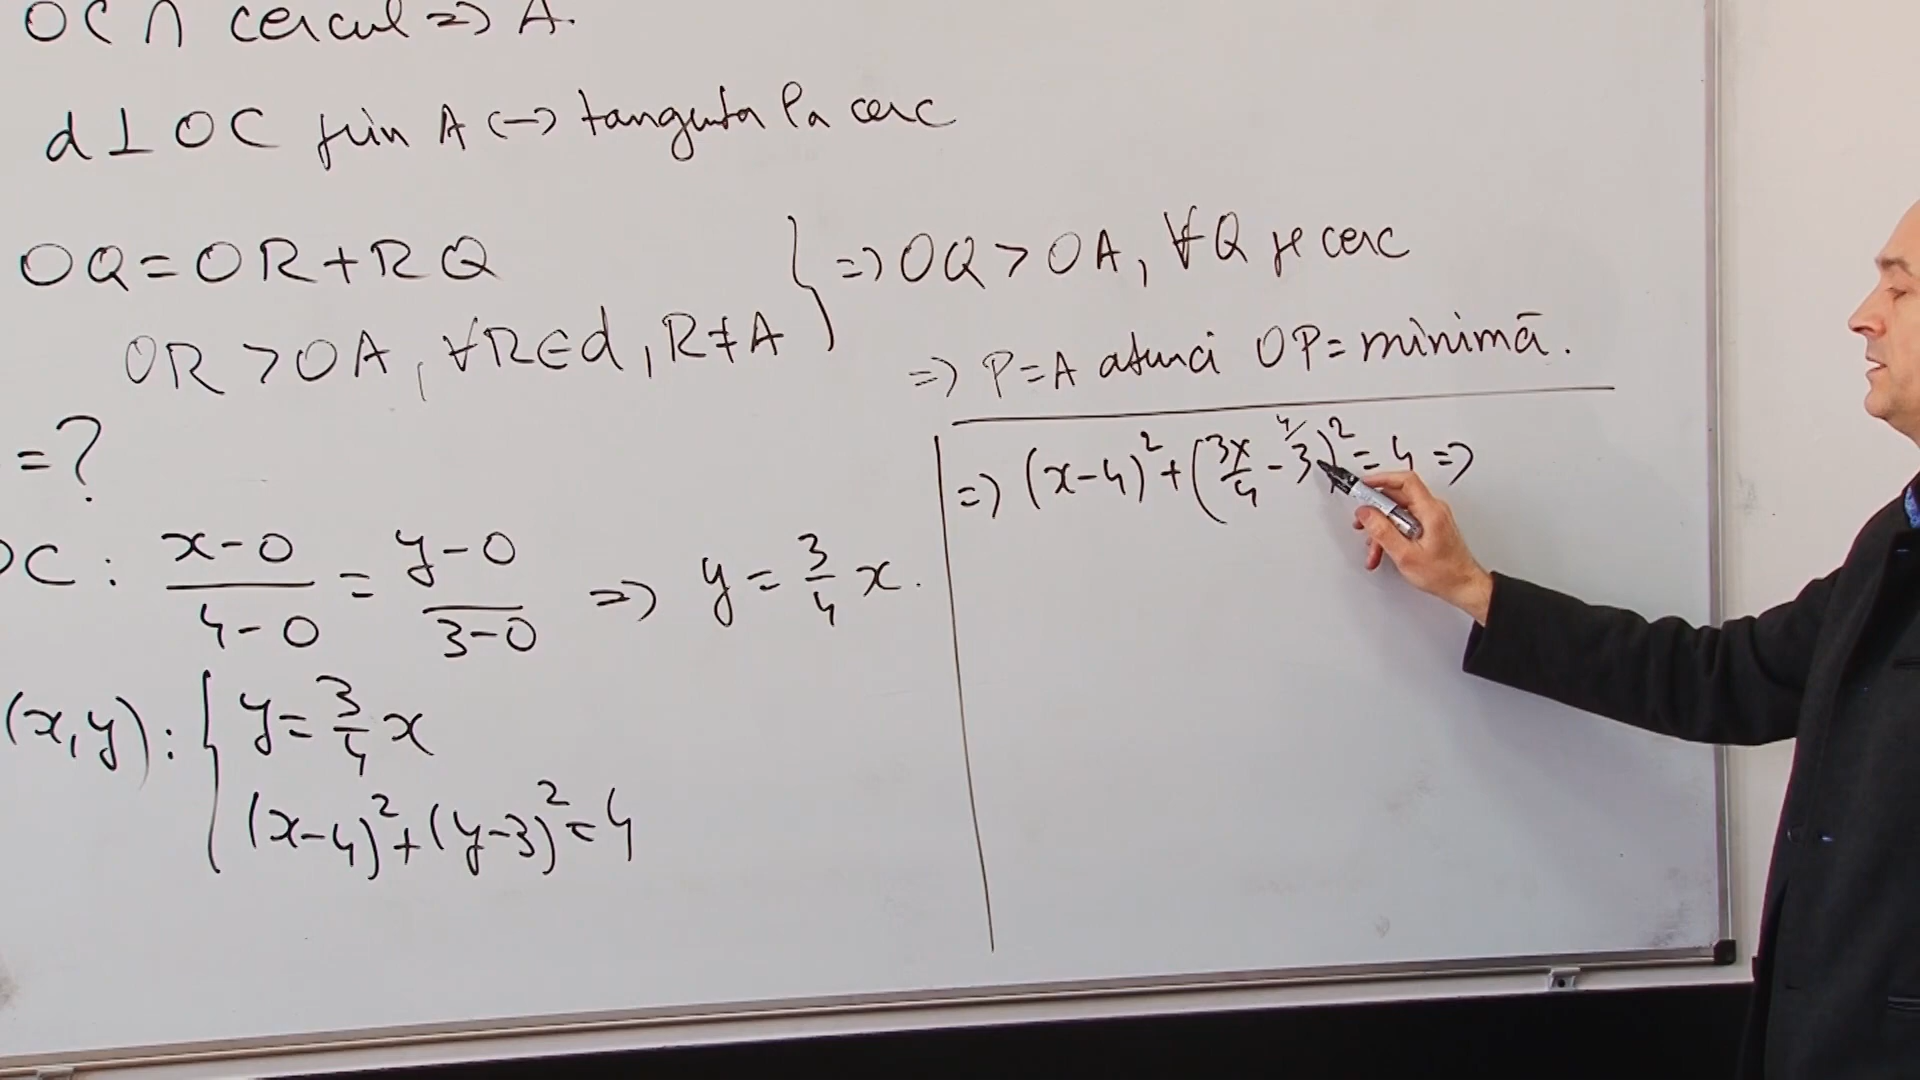 OC ∩ cercul => A.
d ⊥ OC prin A (-> tangenta la cerc
OQ = OR + RQ
OR > OA, ∀R∈d, R≠A
} => OQ > OA, ∀Q pe cerc
=> P=A atunci OP = minimă.
=?
OC: (x-0)/(4-0) = (y-0)/(3-0) => y = 3/4 x.
(x,y): { y = 3/4 x
(x-4)² + (y-3)² = 4
=> (x-4)² + (3x/4 - ⁴⁄3)² = 4 =>